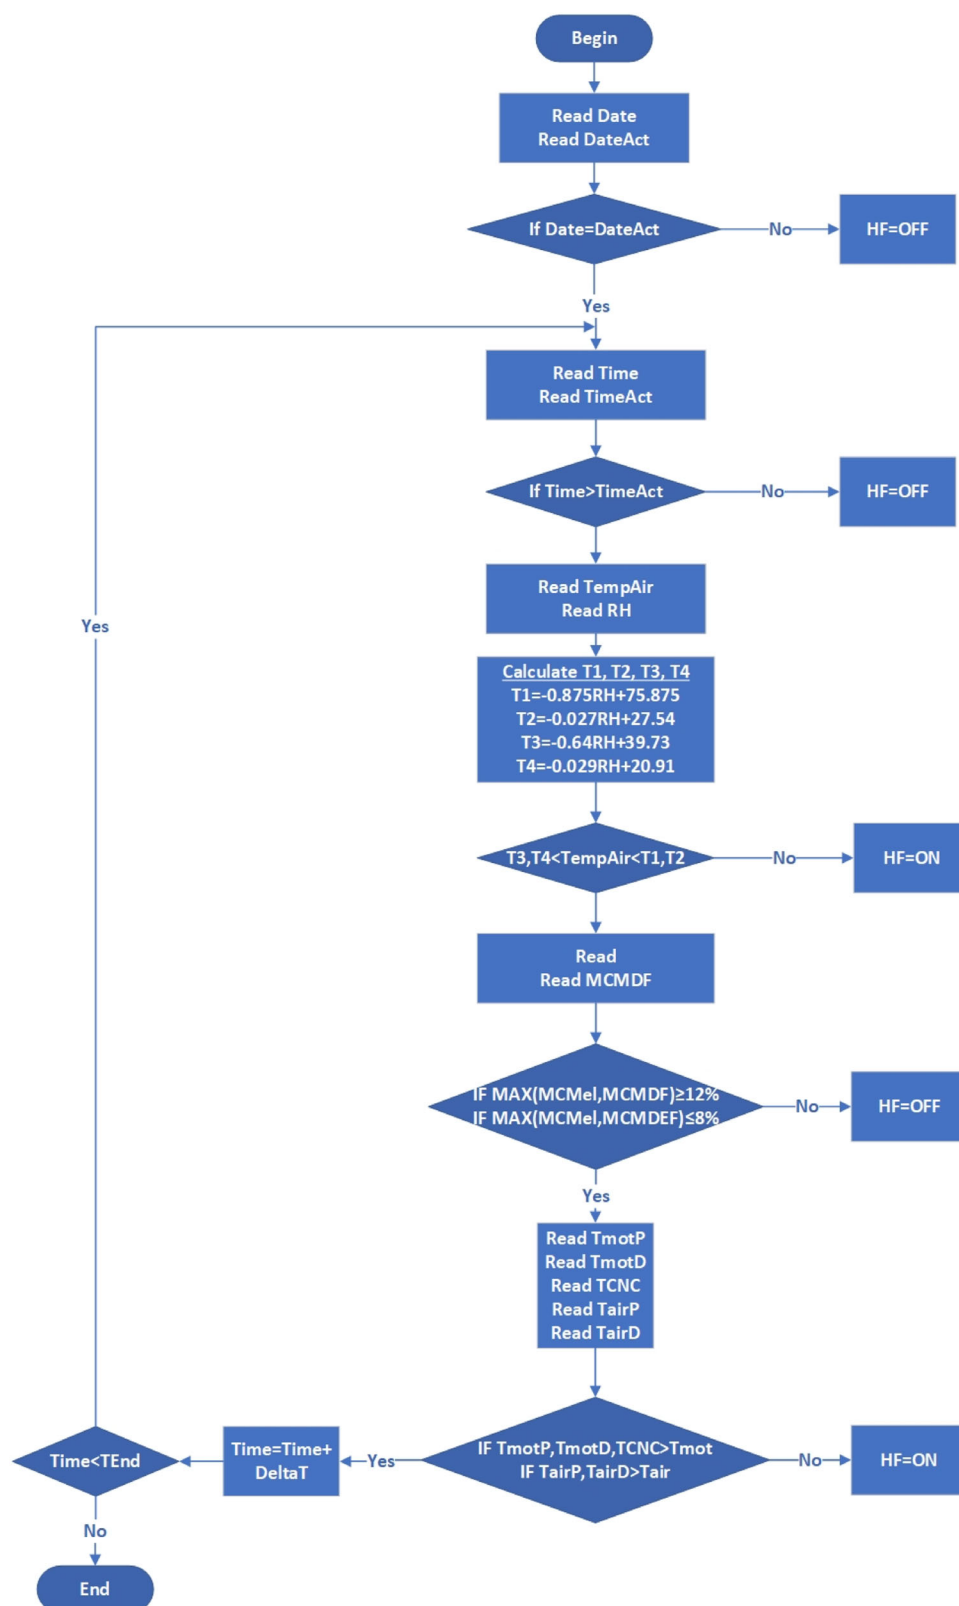 Begin
Read Date
Read DateAct
If Date=DateAct
No
HF=OFF
Yes
Read Time
Read TimeAct
If Time>TimeAct
No
HF=OFF
Read TempAir
Read RH
Yes
Calculate T1, T2, T3, T4
T1=-0.875RH+75.875
T2=-0.027RH+27.54
T3=-0.64RH+39.73
T4=-0.029RH+20.91
T3,T4<TempAir<T1,T2
No
HF=ON
Read
Read MCMDF
IF MAX(MCMel,MCMDF)≥12%
IF MAX(MCMel,MCMDEF)≤8%
No
HF=OFF
Yes
Read TmotP
Read TmotD
Read TCNC
Read TairP
Read TairD
IF TmotP,TmotD,TCNC>Tmot
IF TairP,TairD>Tair
No
HF=ON
Yes
Time=Time+
DeltaT
Time<TEnd
No
End